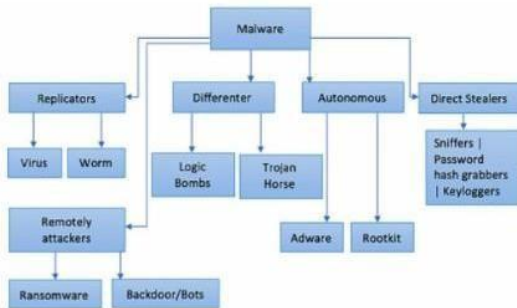 Malware
Replicators
Differenter
Autonomous
Direct Stealers
Virus
Worm
Logic
Bombs
Trojan
Horse
Sniffers |
Password
hash grabbers
| Keyloggers
Remotely
attackers
Adware
Rootkit
Ransomware
Backdoor/Bots